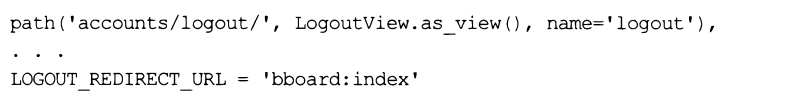 path('accounts/logout/', LogoutView.as_view(), name='logout'),
. . .
LOGOUT_REDIRECT_URL = 'bboard:index'